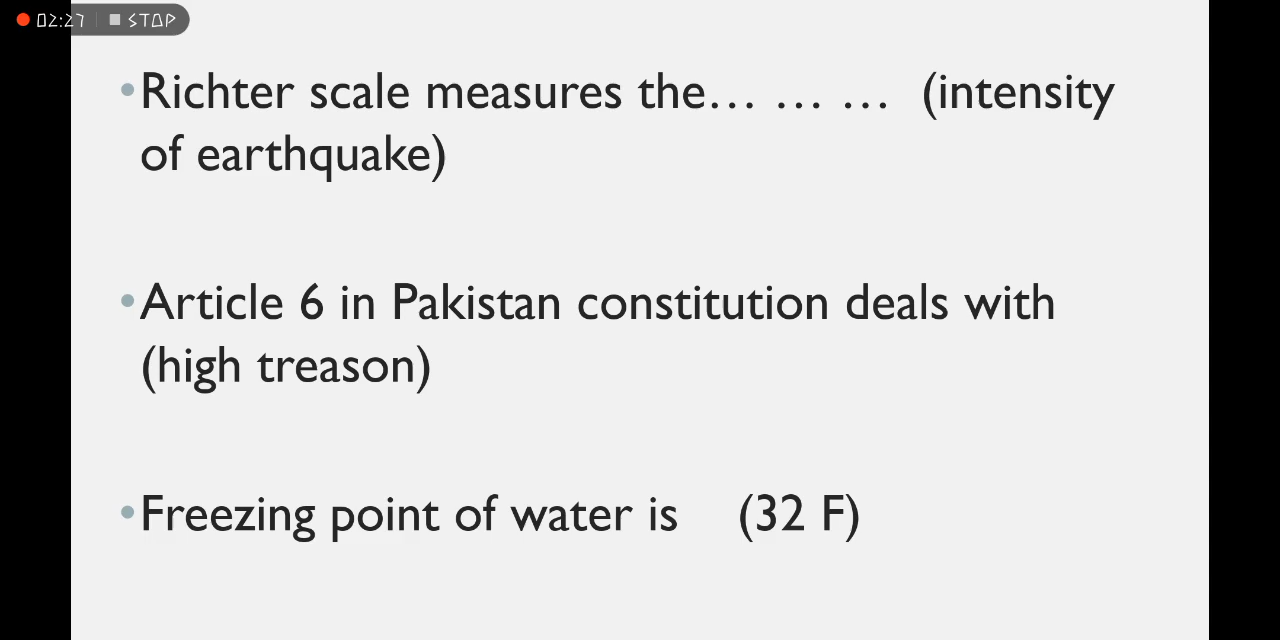 02:27 STOP
•Richter scale measures the… … … (intensity
of earthquake)
•Article 6 in Pakistan constitution deals with
(high treason)
•Freezing point of water is (32 F)